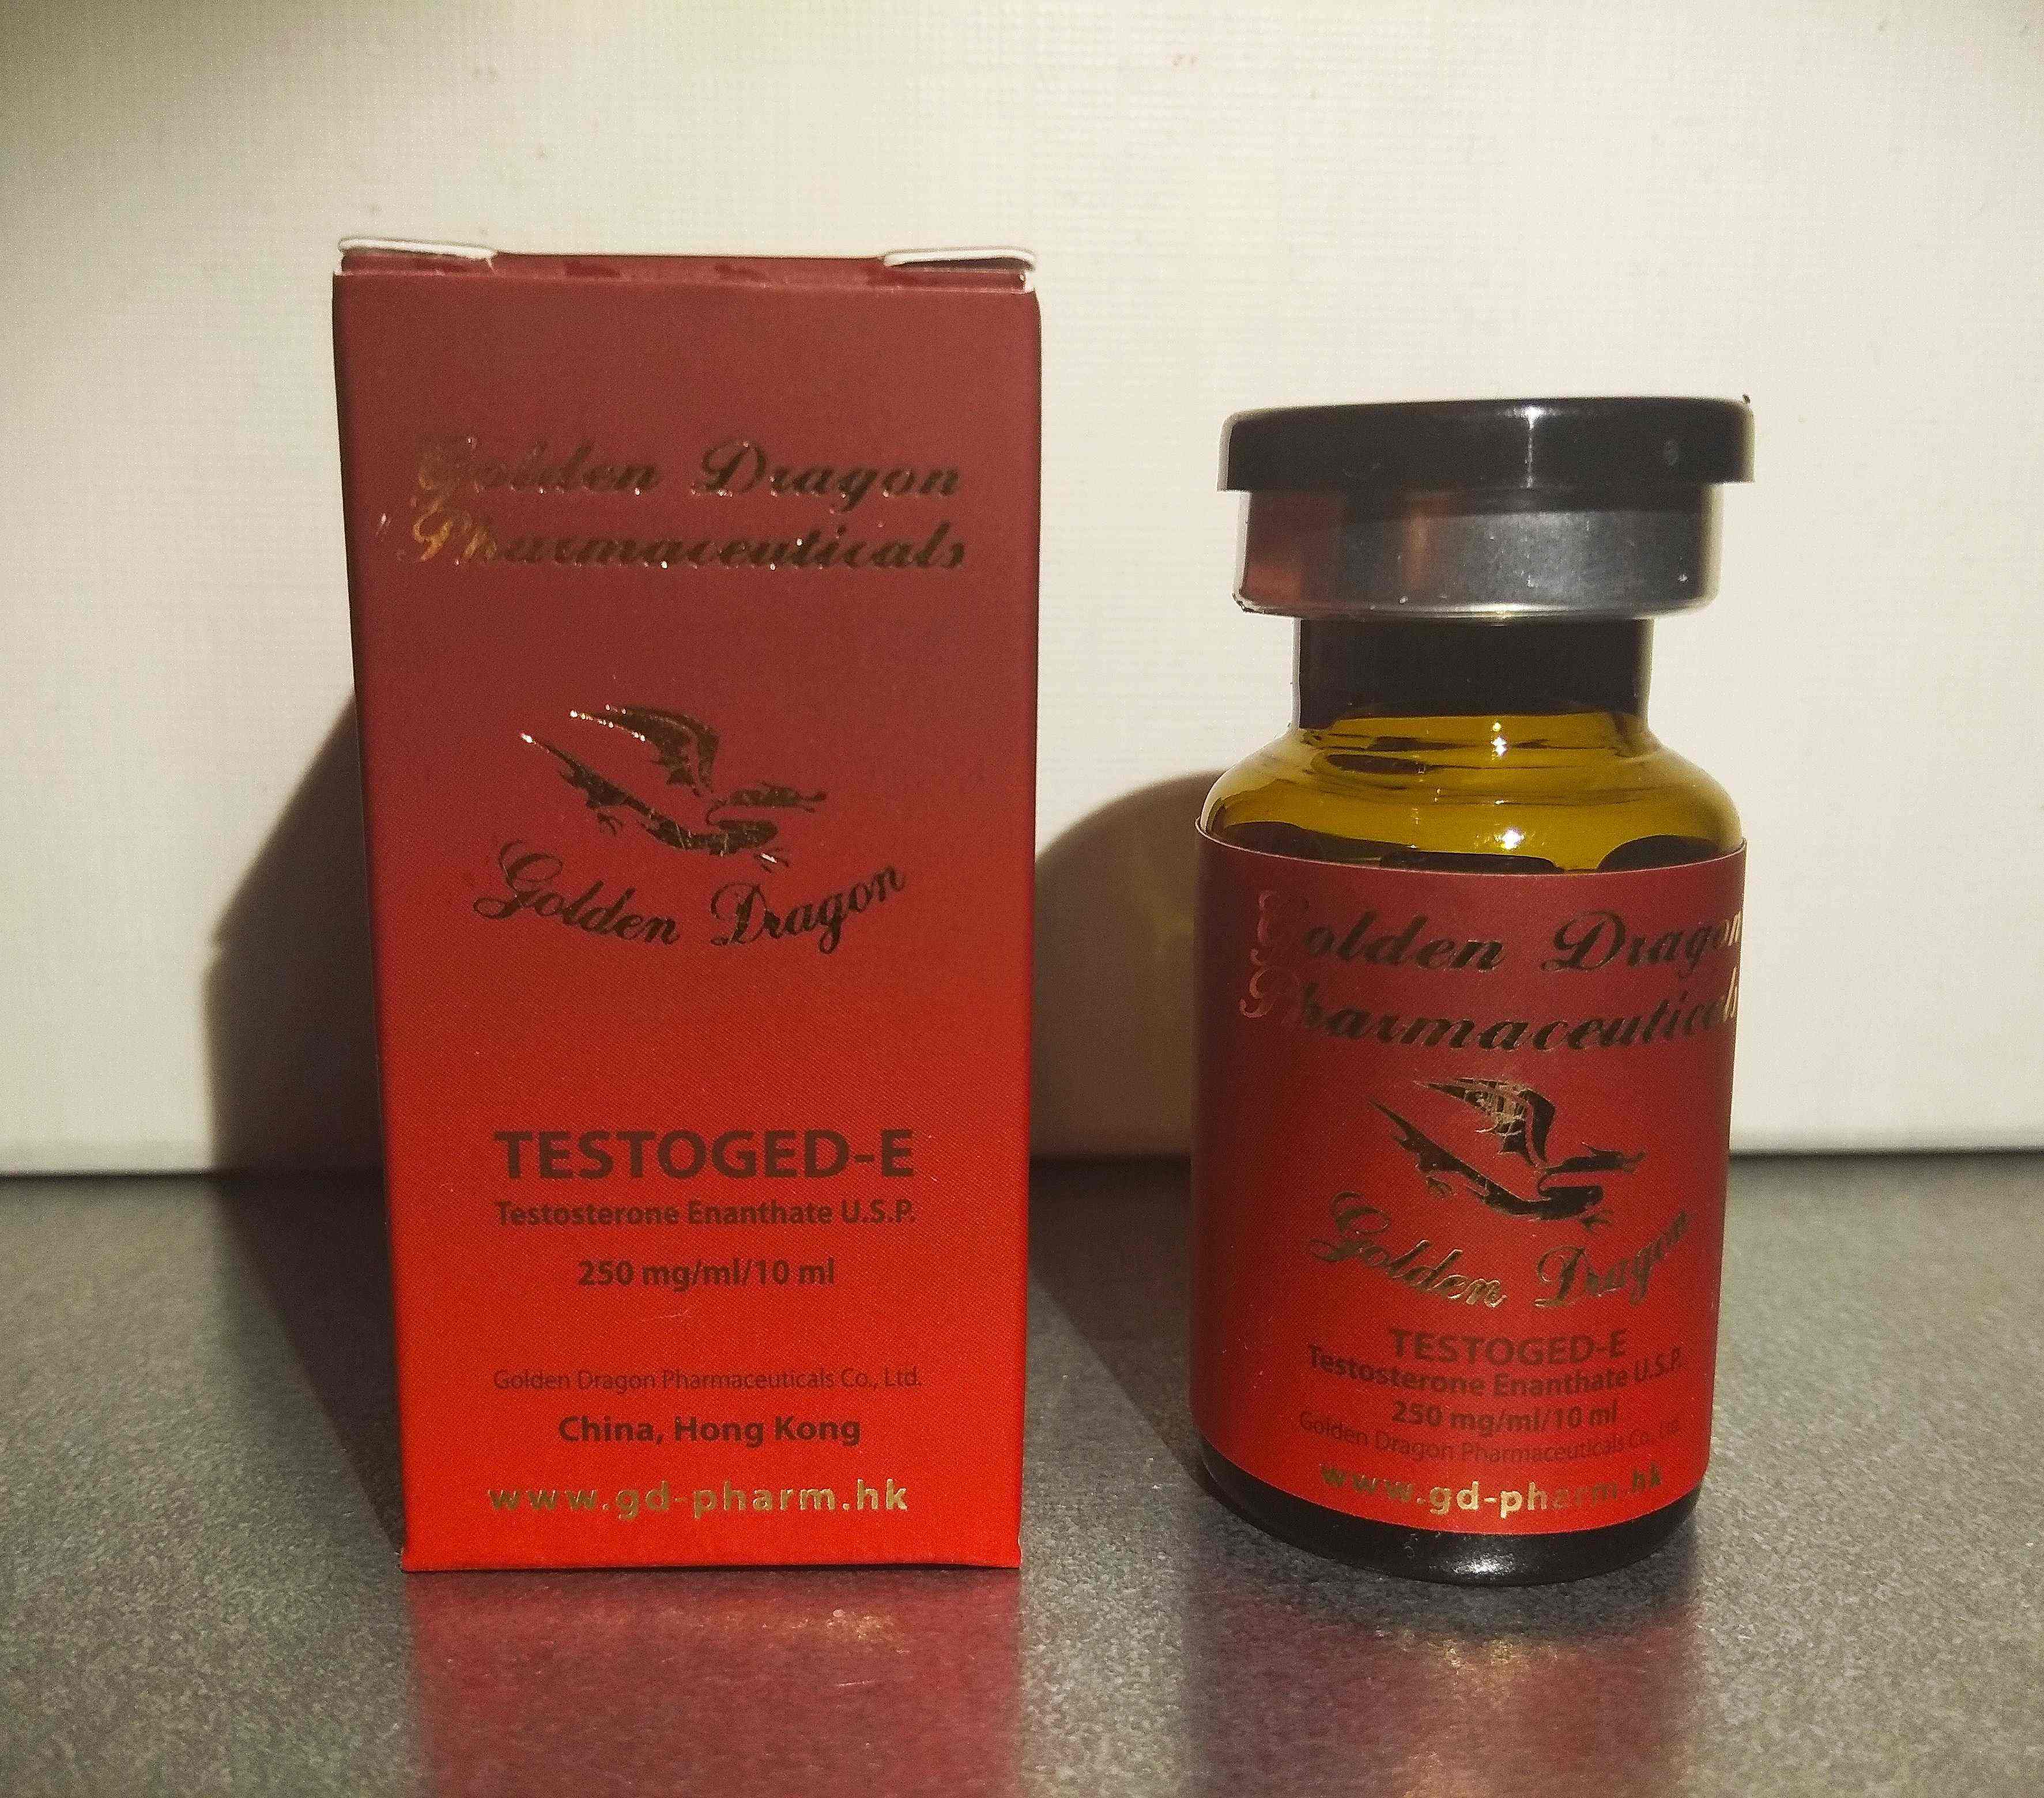 Golden Dragon
Pharmaceuticals
Golden Dragon
TESTOGED-E
Testosterone Enanthate U.S.P.
250 mg/ml/10 ml
Golden Dragon Pharmaceuticals Co., Ltd.
China, Hong Kong
www.gd-pharm.hk
Golden Dragon
Pharmaceuticals
Golden Dragon
TESTOGED-E
Testosterone Enanthate U.S.P.
250 mg/ml/10 ml
Golden Dragon Pharmaceuticals Co., Ltd.
www.gd-pharm.hk